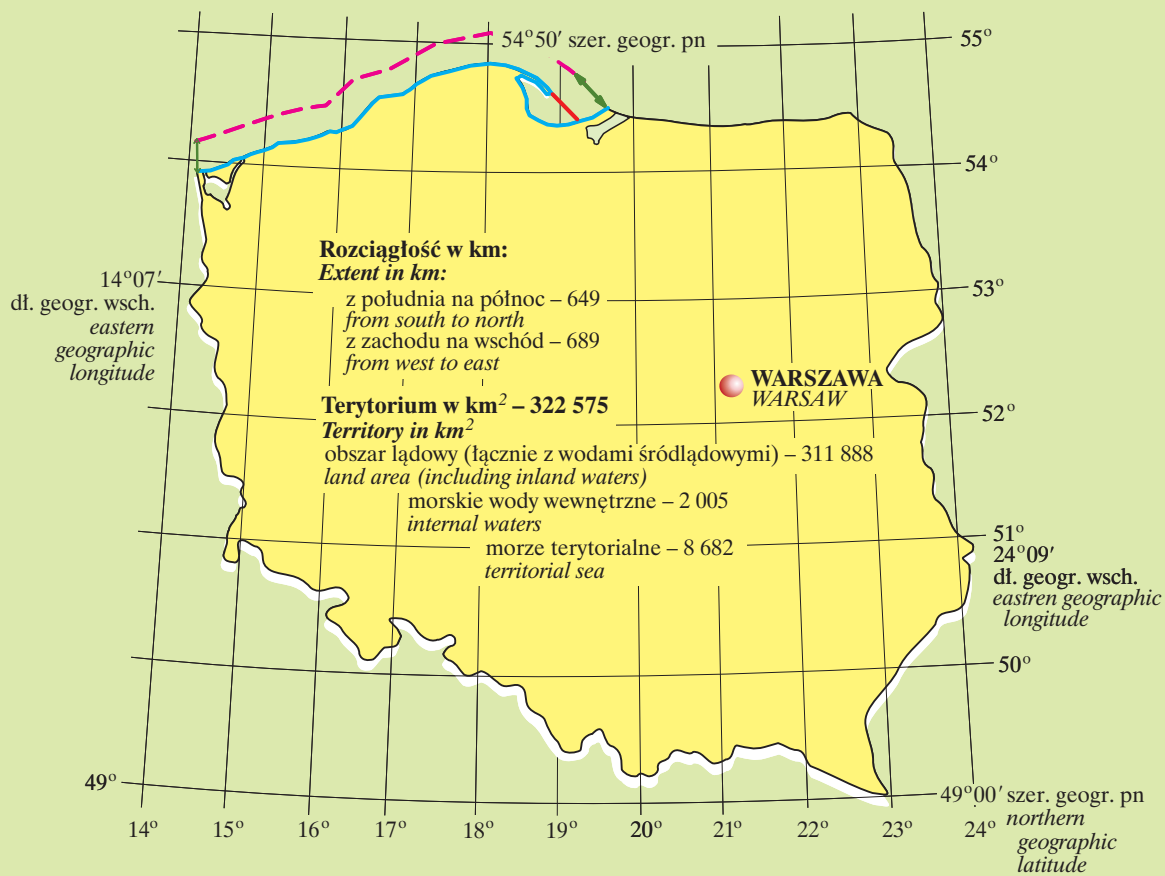 54°50′ szer. geogr. pn
55°
54°
14°07′
dł. geogr. wsch.
eastern
geographic
longitude
Rozciągłość w km:
Extent in km:
z południa na północ – 649
from south to north
z zachodu na wschód – 689
from west to east
53°
WARSZAWA
WARSAW
Terytorium w km² – 322 575
Territory in km²
52°
obszar lądowy (łącznie z wodami śródlądowymi) – 311 888
land area (including inland waters)
morskie wody wewnętrzne – 2 005
internal waters
morze terytorialne – 8 682
territorial sea
51°
24°09′
dł. geogr. wsch.
eastren geographic
longitude
50°
49°
49°00′ szer. geogr. pn
northern
geographic
latitude
14° 15° 16° 17° 18° 19° 20° 21° 22° 23° 24°